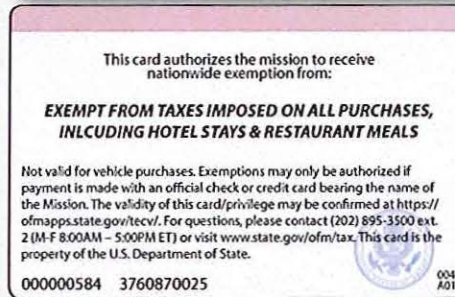 This card authorizes the mission to receive
nationwide exemption from:
EXEMPT FROM TAXES IMPOSED ON ALL PURCHASES,
INLCUDING HOTEL STAYS & RESTAURANT MEALS
Not valid for vehicle purchases. Exemptions may only be authorized if
payment is made with an official check or credit card bearing the name of
the Mission. The validity of this card/privilege may be confirmed at https://
ofmapps.state.gov/tecv/. For questions, please contact (202) 895-3500 ext.
2 (M-F 8:00AM – 5:00PM ET) or visit www.state.gov/ofm/tax. This card is the
property of the U.S. Department of State.
000000584 3760870025
004
A01